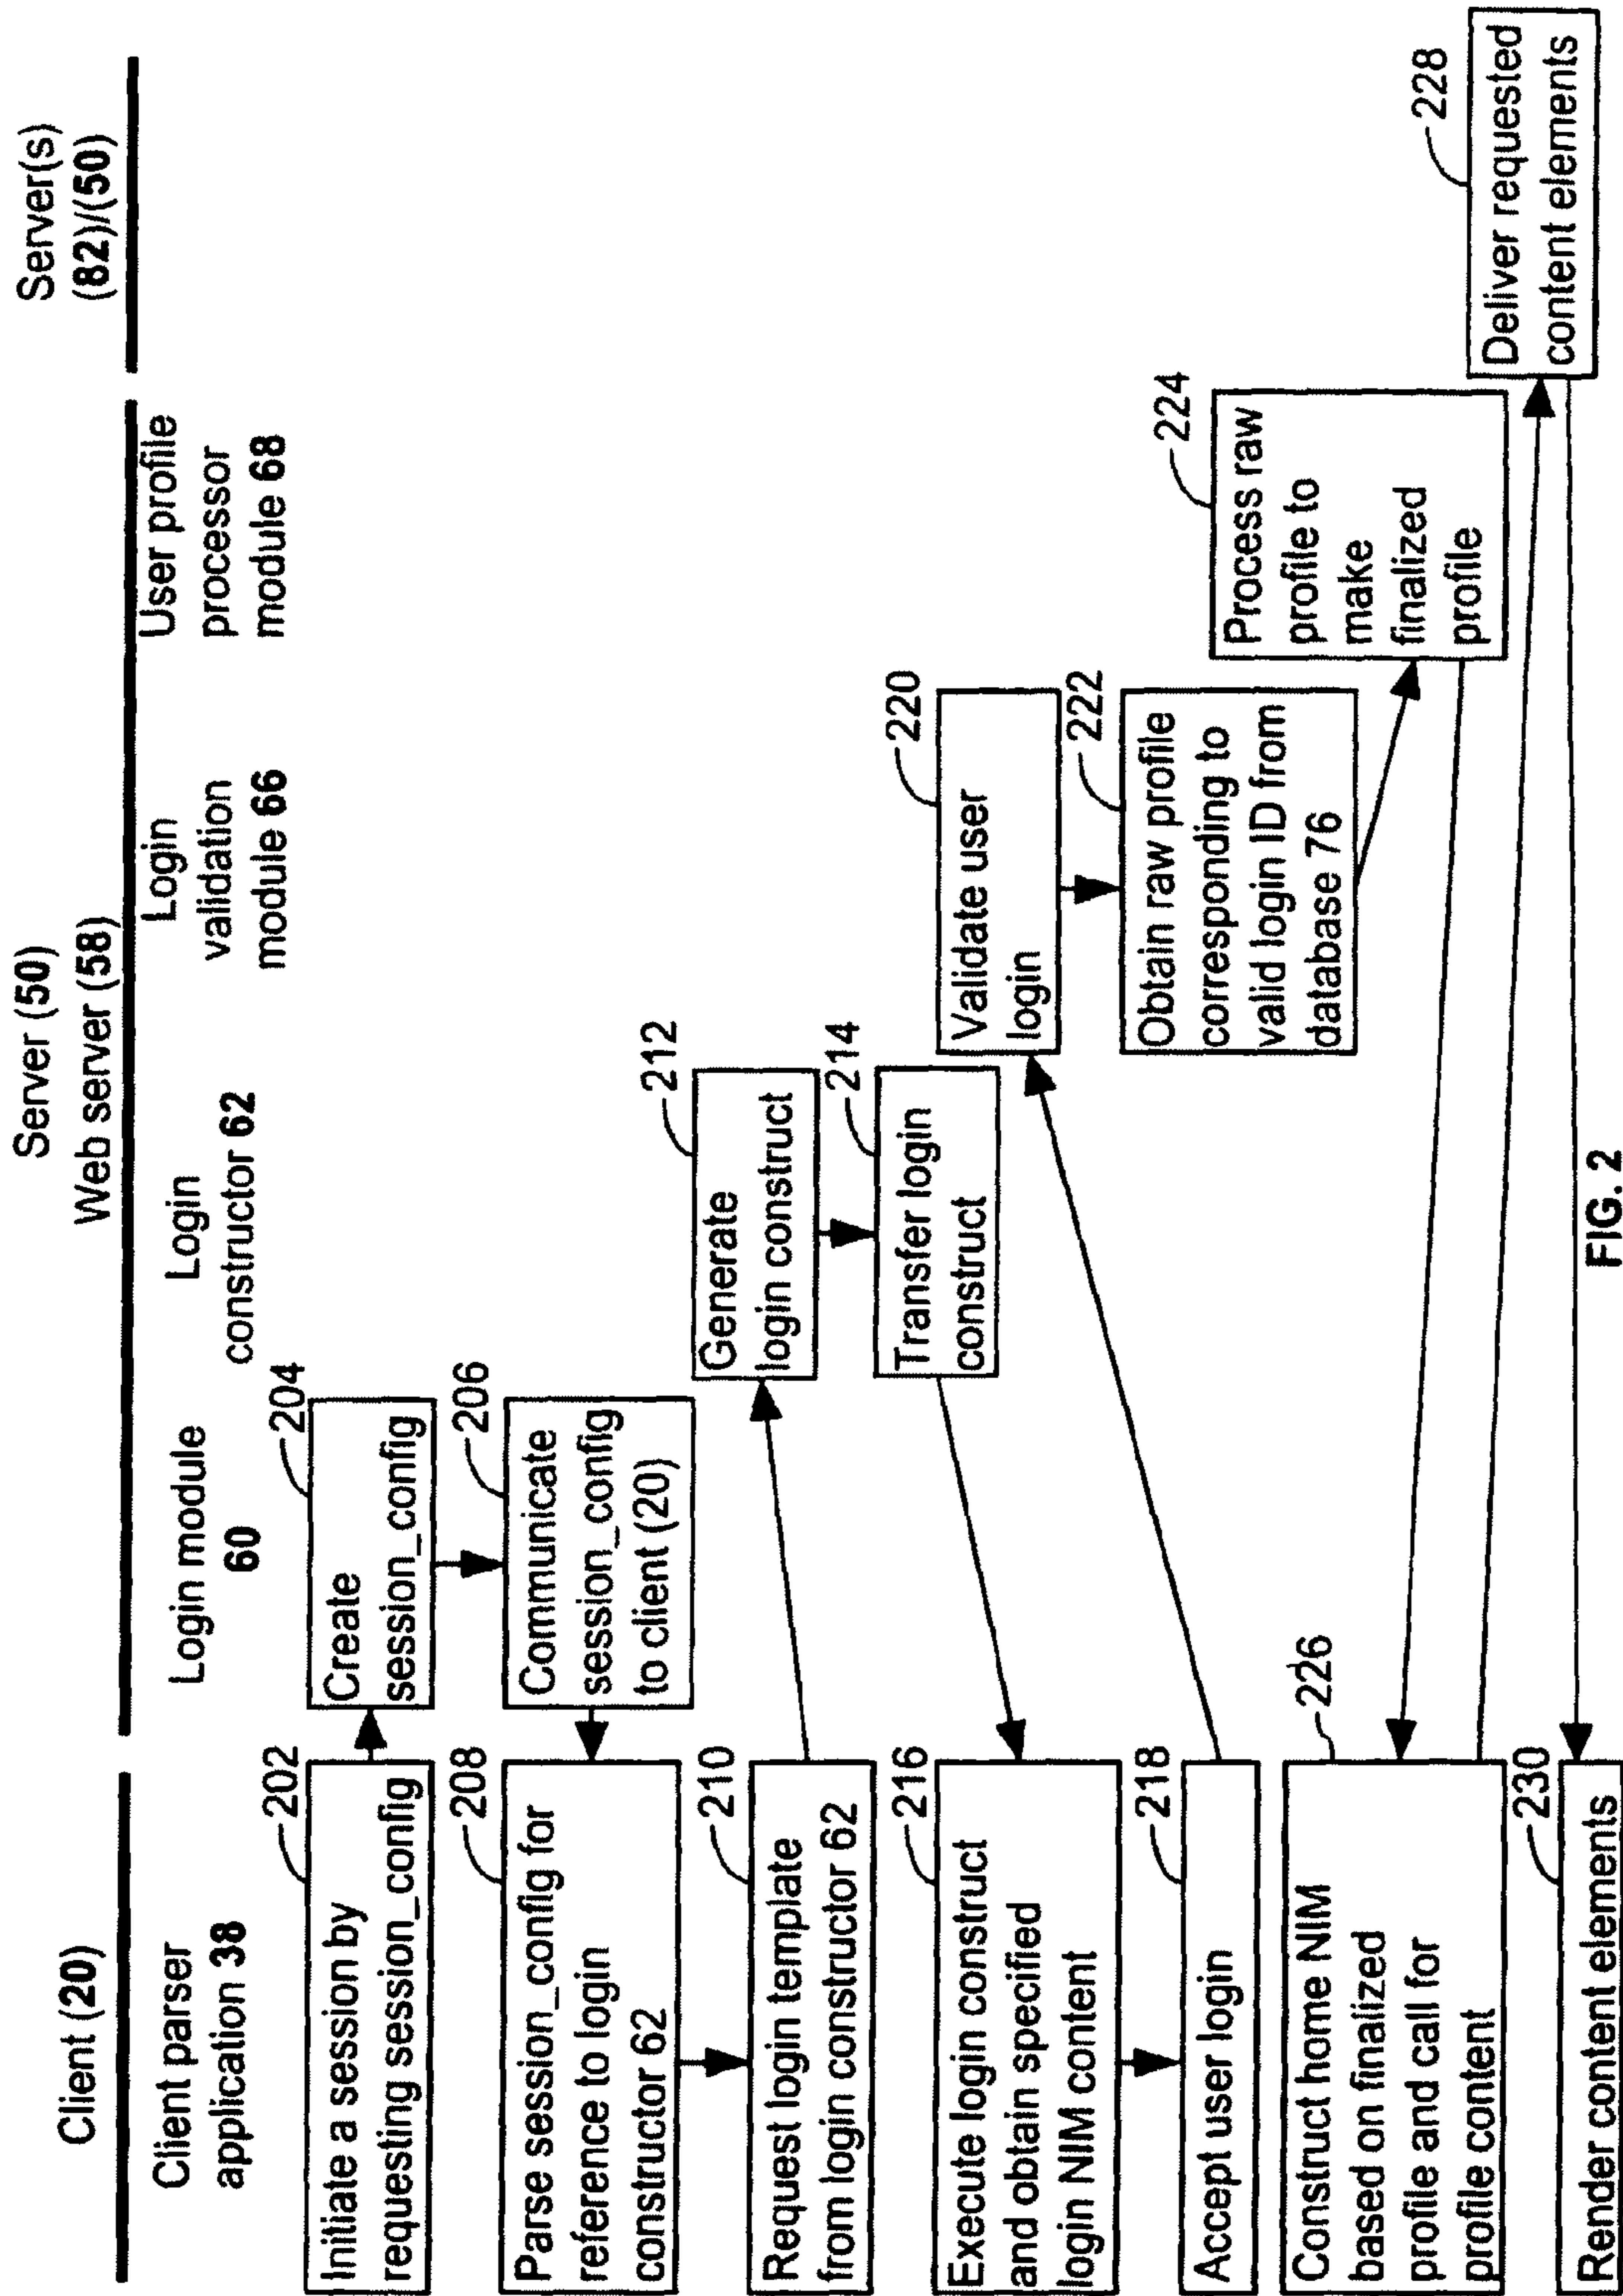 Client (20)
Server (50)
Web server (58)
Server(s)
(82)/(50)
Client parser
application 38
Login module
60
Login
constructor 62
Login
validation
module 66
User profile
processor
module 68
202
Initiate a session by
requesting session_config
204
Create
session_config
206
Communicate
session_config
to client (20)
208
Parse session_config for
reference to login
constructor 62
210
Request login template
from login constructor 62
212
Generate
login construct
214
Transfer login
construct
216
Execute login construct
and obtain specified
login NIM content
218
Accept user login
220
Validate user
login
222
Obtain raw profile
corresponding to
valid login ID from
database 76
224
Process raw
profile to
make
finalized
profile
226
Construct home NIM
based on finalized
profile and call for
profile content
228
Deliver requested
content elements
230
Render content elements
FIG. 2